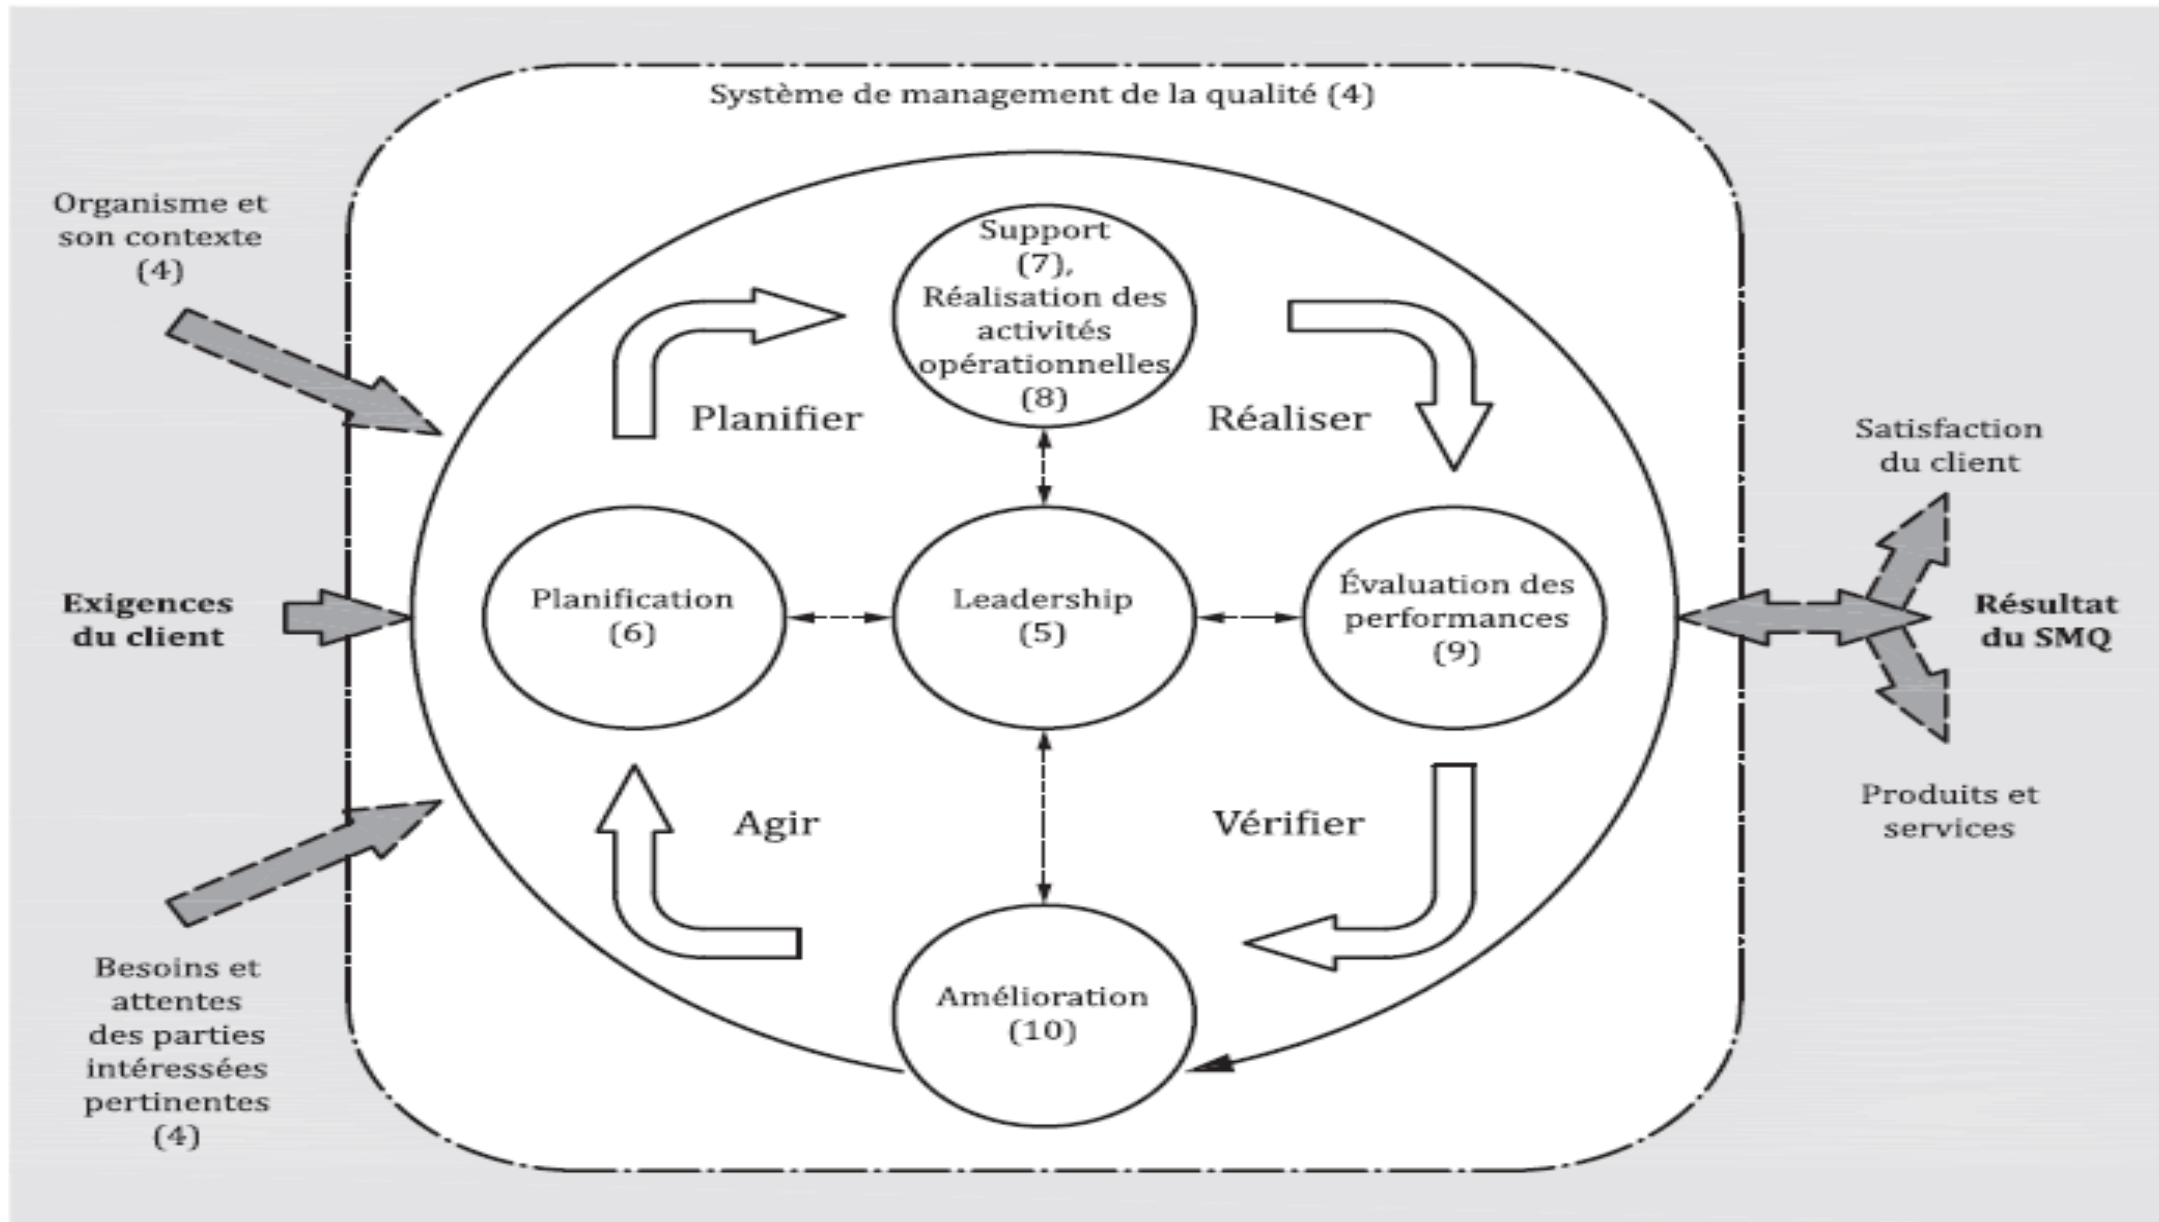 Système de management de la qualité (4)
Organisme et
son contexte
(4)
Support
(7),
Réalisation des
activités
opérationnelles
(8)
Planifier
Réaliser
Satisfaction
du client
Exigences
du client
Planification
(6)
Leadership
(5)
Évaluation des
performances
(9)
Résultat
du SMQ
Agir
Vérifier
Produits et
services
Besoins et
attentes
des parties
intéressées
pertinentes
(4)
Amélioration
(10)